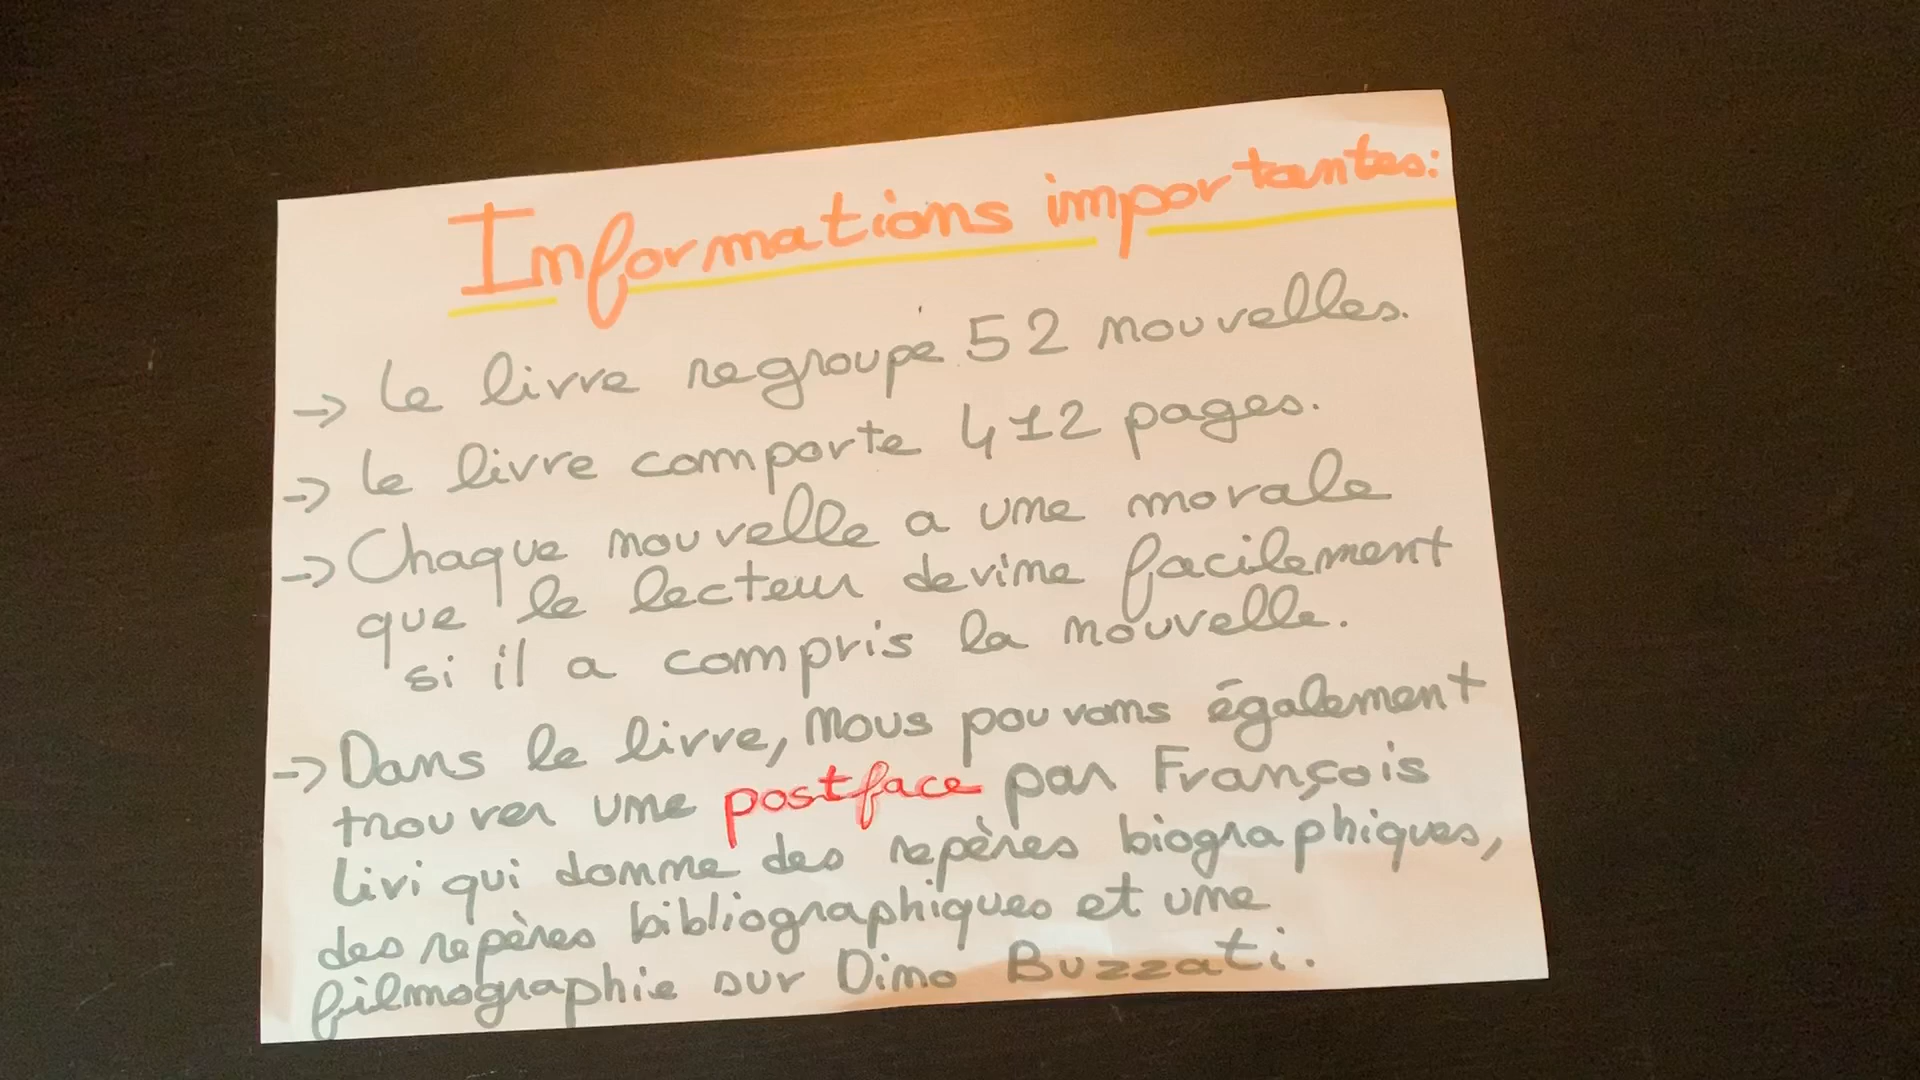 Informations importantes:
-> Le livre regroupe 52 nouvelles.
-> Le livre comporte 412 pages.
-> Chaque nouvelle a une morale
que le lecteur devine facilement
si il a compris la nouvelle.
-> Dans le livre, nous pouvons également
trouver une postface par François
Livi qui donne des repères biographiques,
des repères bibliographiques et une
filmographie sur Dino Buzzati.